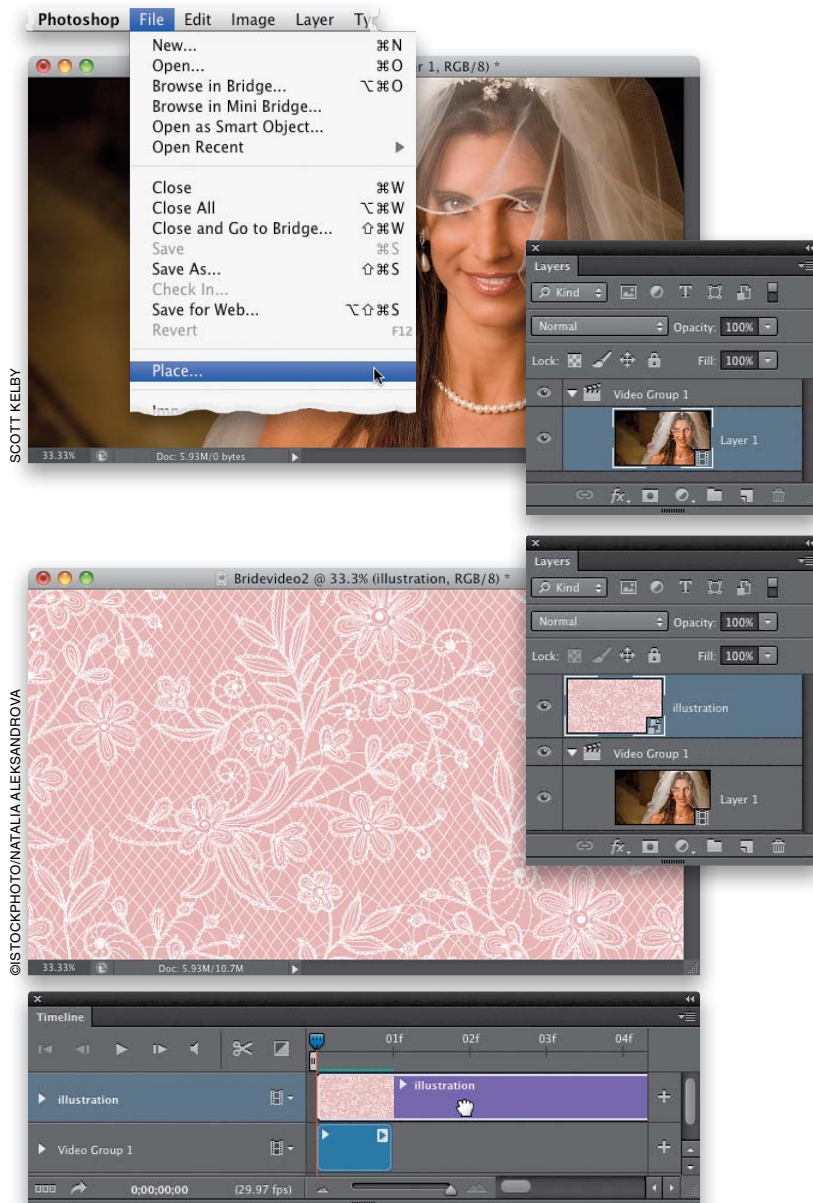 Photoshop File Edit Image Layer
New... ⌘N
Open... ⌘O
Browse in Bridge... ⌥⌘O
Browse in Mini Bridge...
Open as Smart Object...
Open Recent ▶
Close ⌘W
Close All ⌥⌘W
Close and Go to Bridge... ⇧⌘W
Save ⌘S
Save As... ⇧⌘S
Check In...
Save for Web... ⌥⇧⌘S
Revert F12
Place...
r 1, RGB/8) *
33.33% Doc: 5.93M/0 bytes
SCOTT KELBY
Layers
Kind
Normal Opacity: 100%
Lock: Fill: 100%
Video Group 1
Layer 1
Bridevideo2 @ 33.3% (illustration, RGB/8) *
33.33% Doc: 5.93M/10.7M
©ISTOCKPHOTO/NATALIA ALEKSANDROVA
Layers
Kind
Normal Opacity: 100%
Lock: Fill: 100%
illustration
Video Group 1
Layer 1
Timeline
01f 02f 03f 04f
illustration
illustration
Video Group 1
0;00;00;00 (29.97 fps)